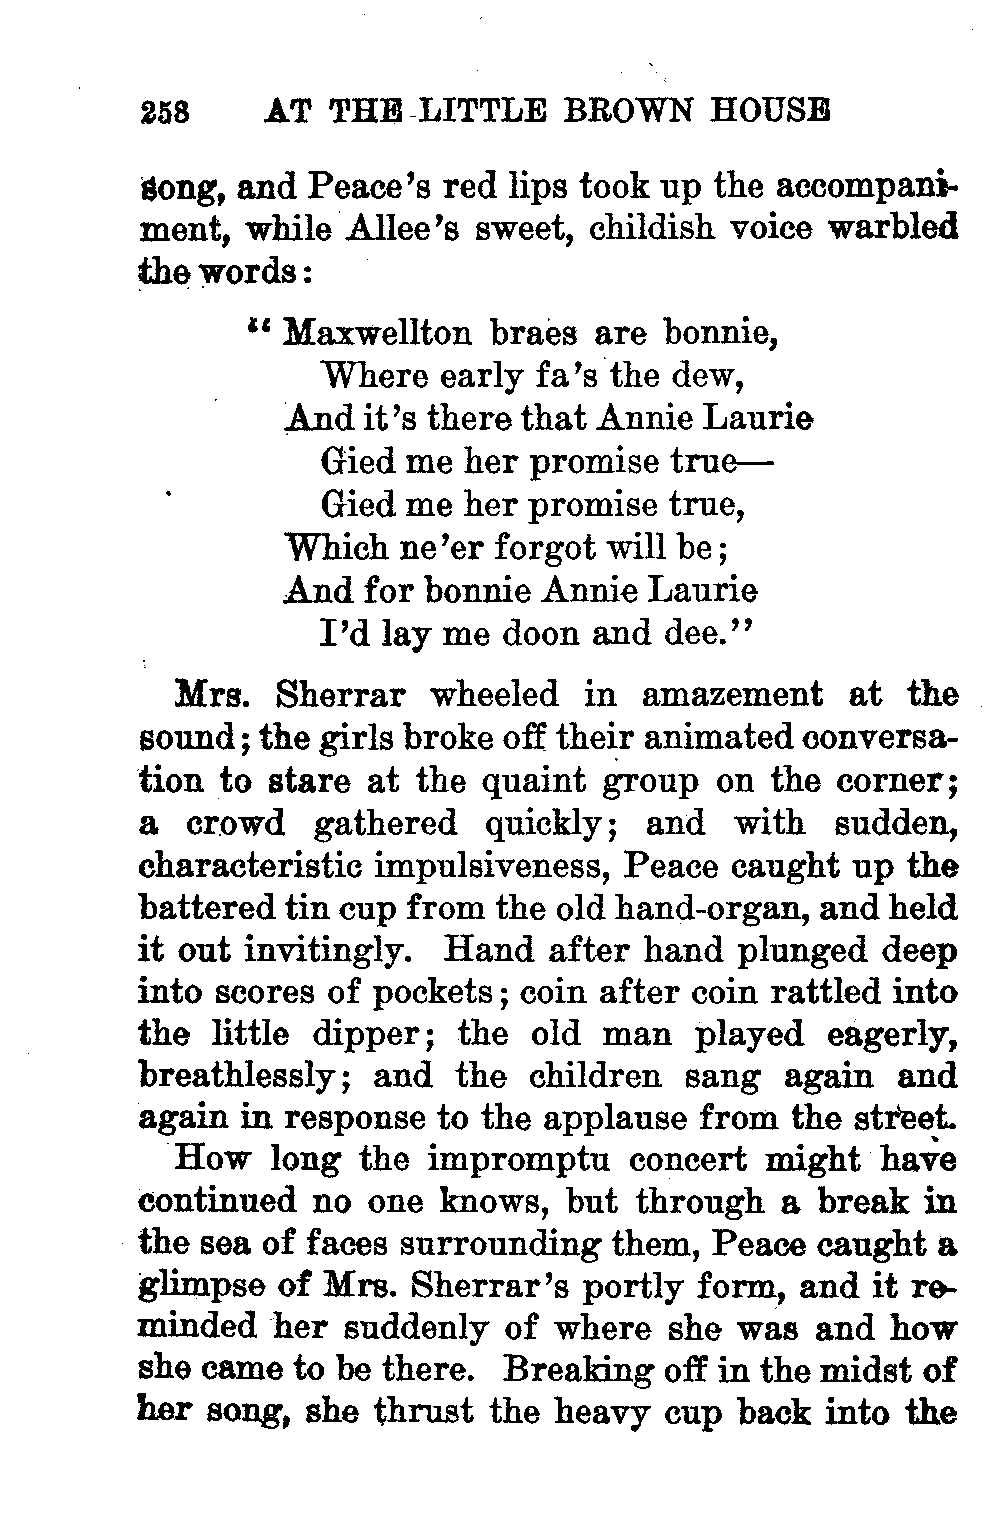 258 AT THE LITTLE BROWN HOUSE
song, and Peace's red lips took up the accompani-
ment, while Allee's sweet, childish voice warbled
the words:
“Maxwellton braes are bonnie,
Where early fa's the dew,
And it's there that Annie Laurie
Gied me her promise true—
Gied me her promise true,
Which ne'er forgot will be;
And for bonnie Annie Laurie
I'd lay me doon and dee.”
Mrs. Sherrar wheeled in amazement at the
sound; the girls broke off their animated conversa-
tion to stare at the quaint group on the corner;
a crowd gathered quickly; and with sudden,
characteristic impulsiveness, Peace caught up the
battered tin cup from the old hand-organ, and held
it out invitingly. Hand after hand plunged deep
into scores of pockets; coin after coin rattled into
the little dipper; the old man played eagerly,
breathlessly; and the children sang again and
again in response to the applause from the street.
How long the impromptu concert might have
continued no one knows, but through a break in
the sea of faces surrounding them, Peace caught a
glimpse of Mrs. Sherrar's portly form, and it re-
minded her suddenly of where she was and how
she came to be there. Breaking off in the midst of
her song, she thrust the heavy cup back into the